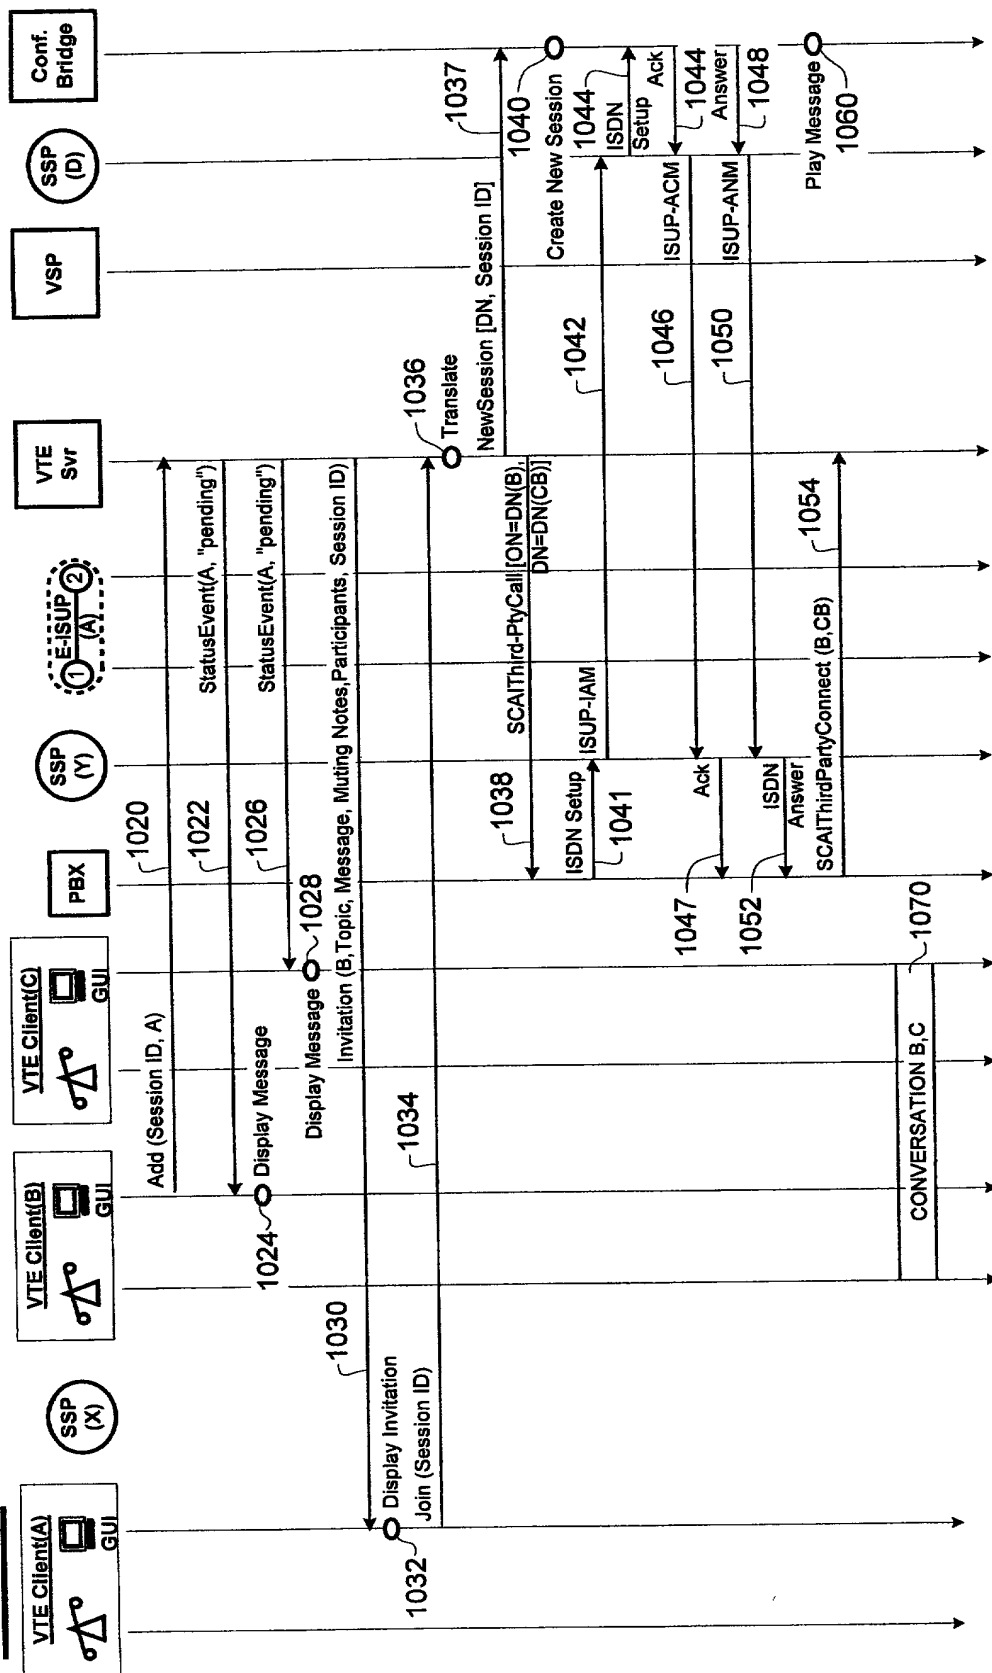 VTE Client(A)
GUI
SSP
(X)
VTE Client(B)
GUI
VTE Client(C)
GUI
PBX
SSP
(Y)
E-ISUP
1
2
(A)
VTE
Svr
VSP
SSP
(D)
Conf.
Bridge
Add (Session ID, A)
1020
1022
StatusEvent(A, "pending")
1024
Display Message
1026
StatusEvent(A, "pending")
Display Message
1028
Invitation (B,Topic, Message, Muting Notes,Participants, Session ID)
1030
Display Invitation
1032
Join (Session ID)
1034
1036
Translate
NewSession [DN, Session ID]
1037
1038
SCAIThird-PtyCall [ON=DN(B),
DN=DN(CB)]
1040
Create New Session
ISDN Setup
1041
ISUP-IAM
1042
1044
ISDN
Setup
Ack
1044
ISUP-ACM
1046
Ack
1047
Answer
1048
ISUP-ANM
1050
ISDN
Answer
1052
SCAIThirdPartyConnect (B,CB)
1054
Play Message
1060
CONVERSATION B,C
1070